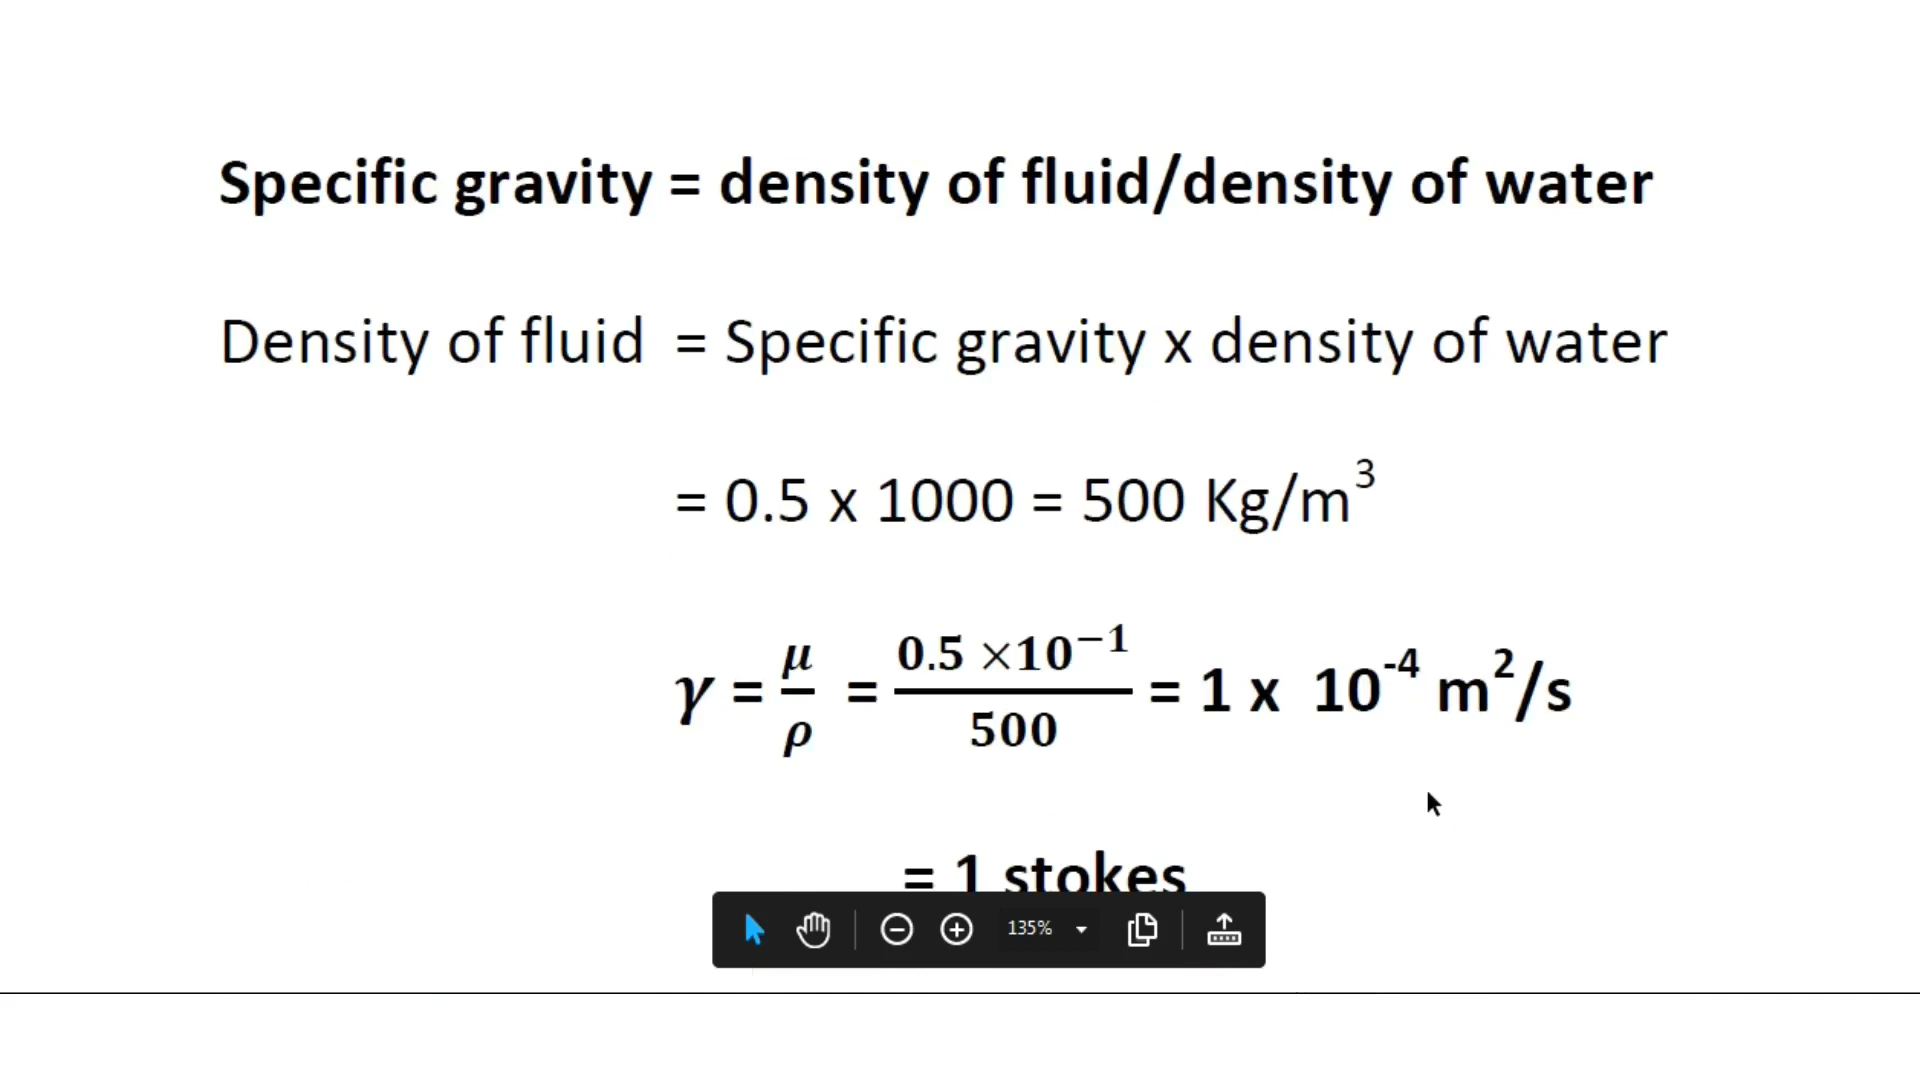 Specific gravity = density of fluid/density of water
Density of fluid = Specific gravity x density of water
= 0.5 x 1000 = 500 Kg/m³
γ = μ/ρ = 0.5 ×10⁻¹/500 = 1 x 10⁻⁴ m²/s
= 1 stokes
135%